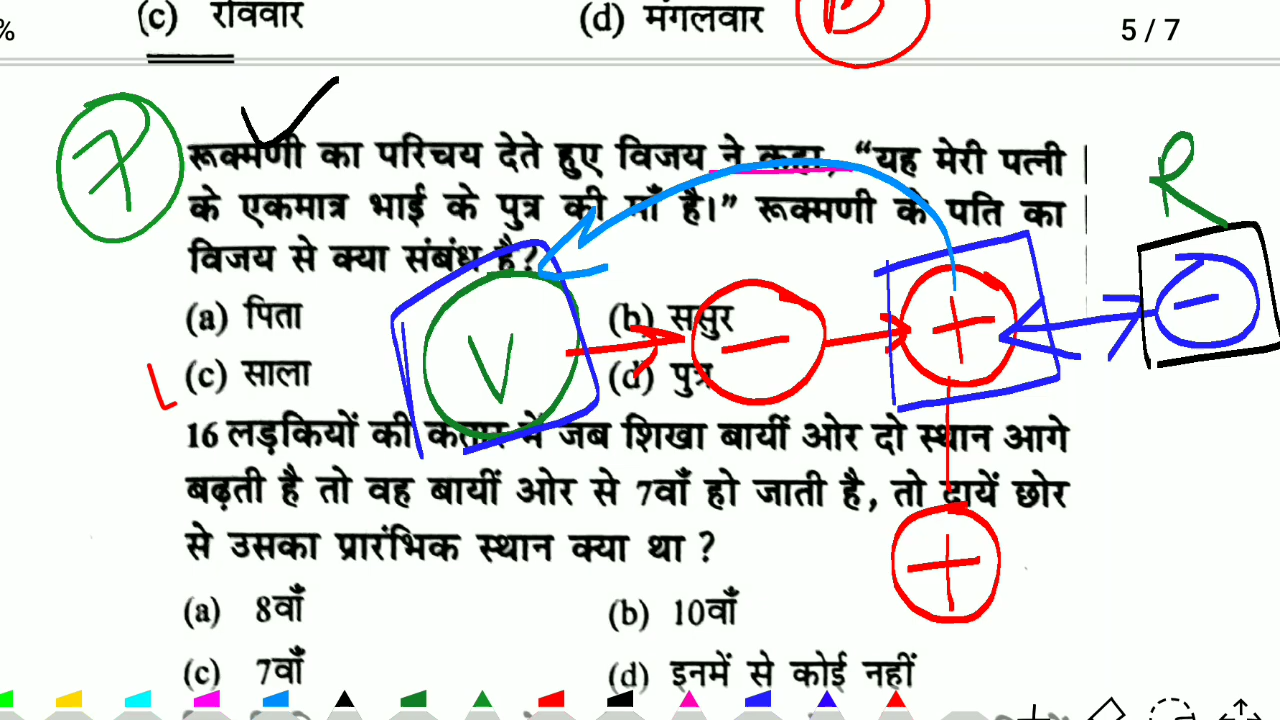 %
(c) रविवार
(d) मंगलवार
B
5 / 7
7
रूक्मणी का परिचय देते हुए विजय ने कहा, “यह मेरी पत्नी
के एकमात्र भाई के पुत्र की माँ है।” रूक्मणी के पति का
विजय से क्या संबंध है?
R
(a) पिता
(b) ससुर
(c) साला
(d) पुत्र
V
−
+
−
+
16 लड़कियों की कतार में जब शिखा बायीं ओर दो स्थान आगे
बढ़ती है तो वह बायीं ओर से 7वाँ हो जाती है, तो दायें छोर
से उसका प्रारंभिक स्थान क्या था ?
(a) 8वाँ
(b) 10वाँ
(c) 7वाँ
(d) इनमें से कोई नहीं